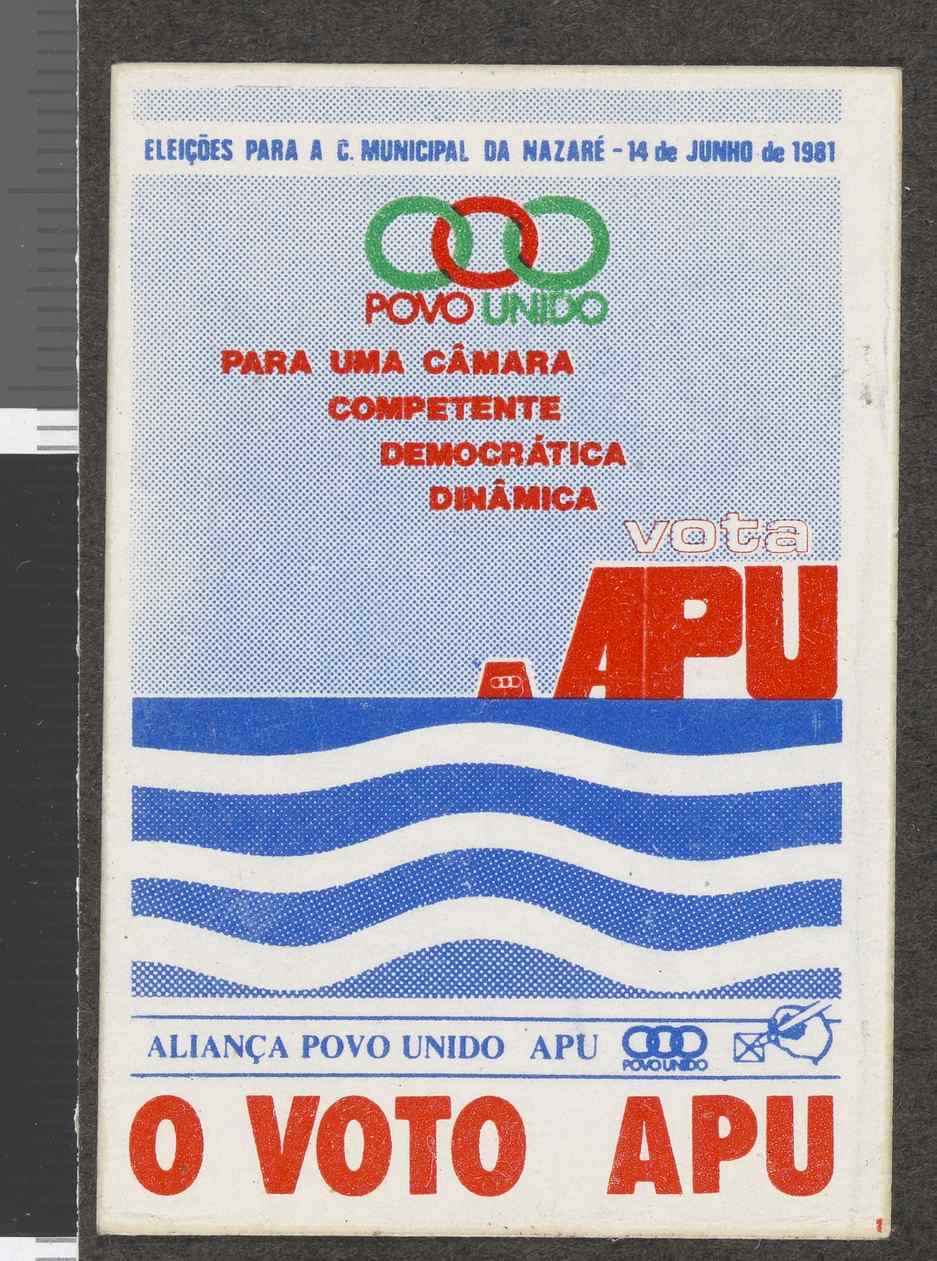 ELEIÇÕES PARA A C. MUNICIPAL DA NAZARÉ - 14 de JUNHO de 1981
POVO UNIDO
PARA UMA CÂMARA
COMPETENTE
DEMOCRÁTICA
DINÂMICA
vota
APU
ALIANÇA POVO UNIDO APU
POVO UNIDO
O VOTO APU
1